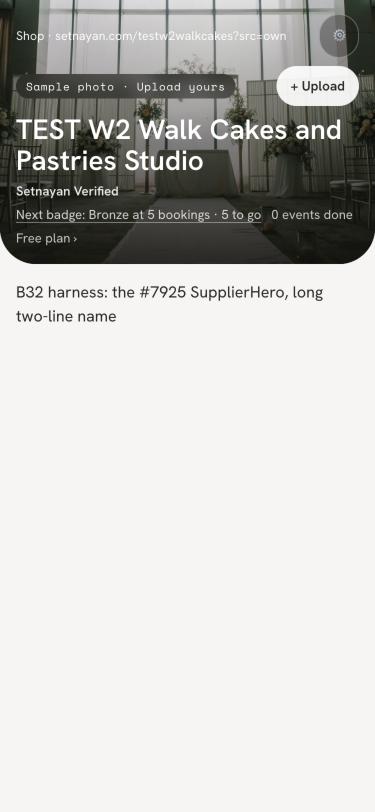 Shop · setnayan.com/testw2walkcakes?src=own
Sample photo · Upload yours
+ Upload
TEST W2 Walk Cakes and
Pastries Studio
Setnayan Verified
Next badge: Bronze at 5 bookings · 5 to go 0 events done
Free plan ›
B32 harness: the #7925 SupplierHero, long
two-line name